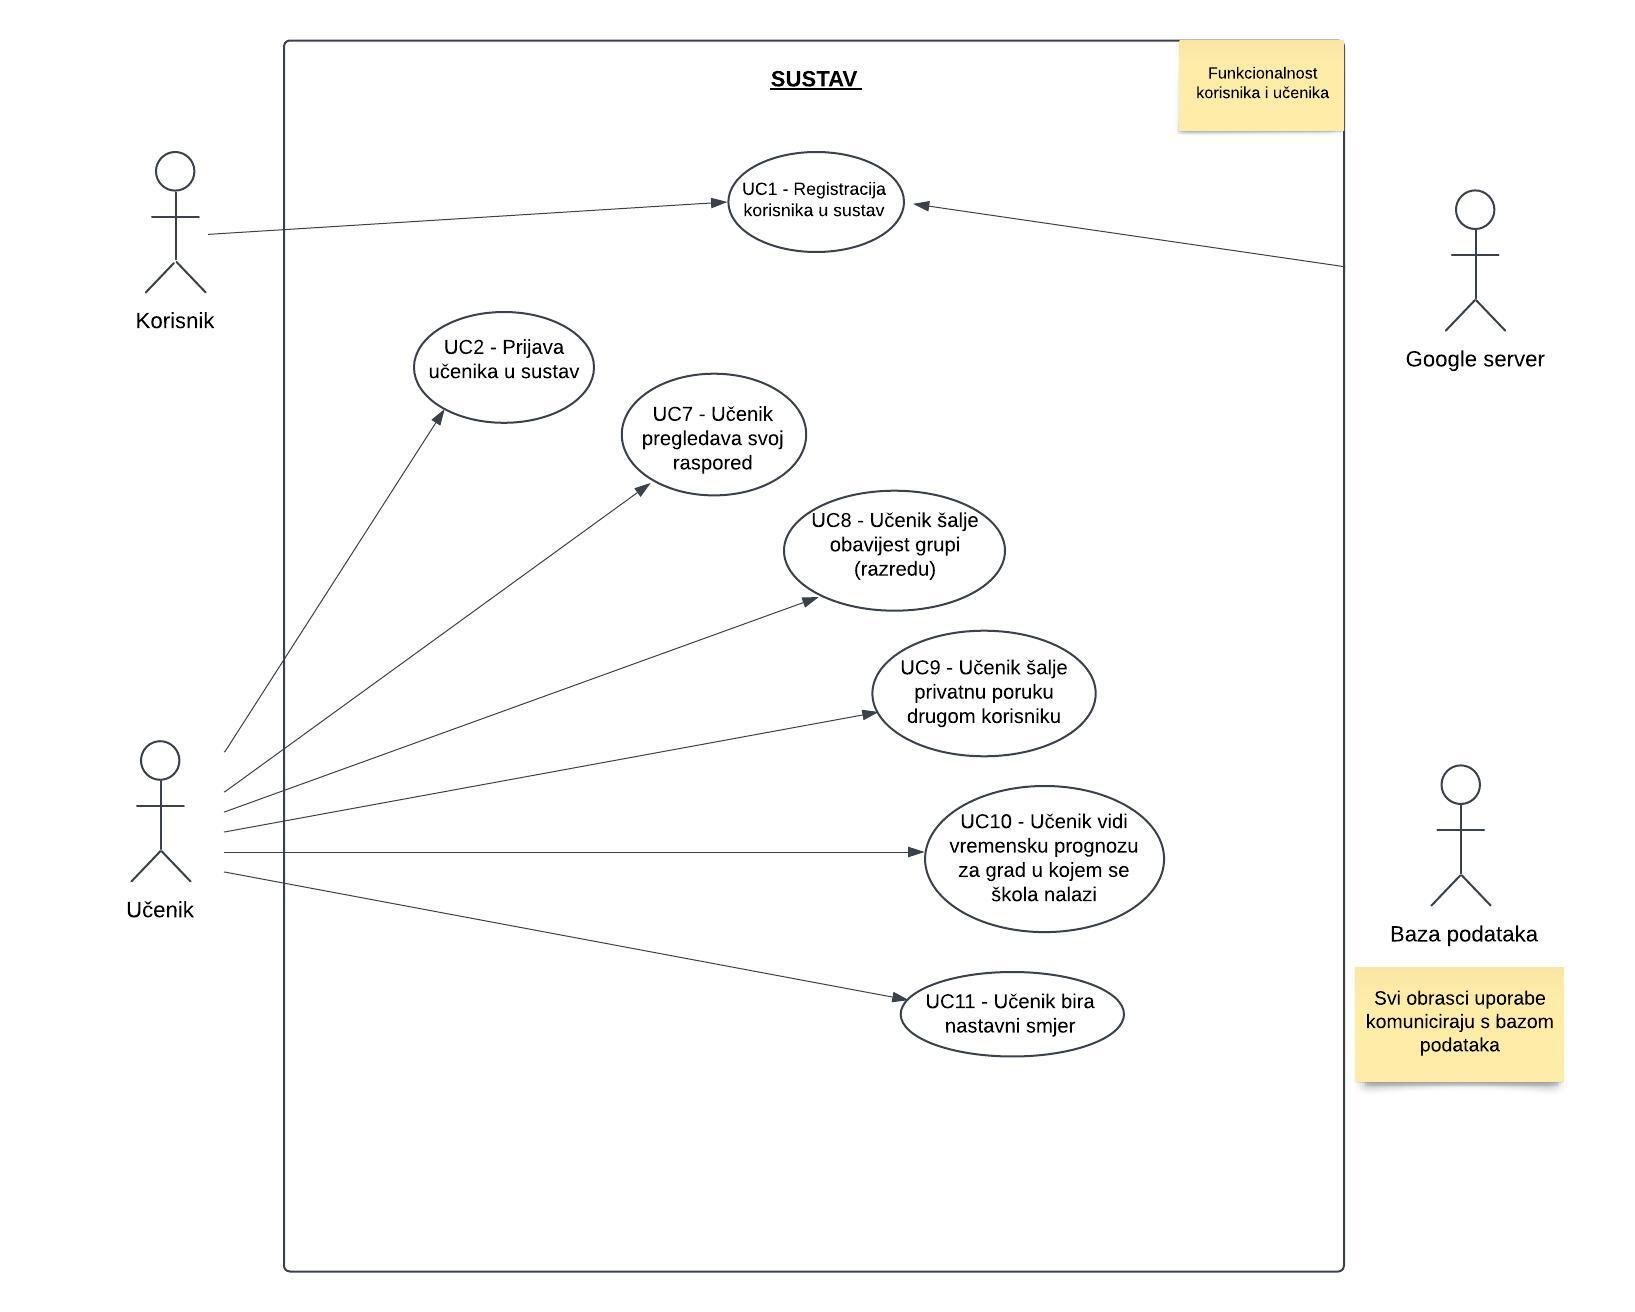 SUSTAV
Funkcionalnost
korisnika i učenika
UC1 - Registracija
korisnika u sustav
Korisnik
Google server
UC2 - Prijava
učenika u sustav
UC7 - Učenik
pregledava svoj
raspored
UC8 - Učenik šalje
obavijest grupi
(razredu)
UC9 - Učenik šalje
privatnu poruku
drugom korisniku
UC10 - Učenik vidi
vremensku prognozu
za grad u kojem se
škola nalazi
Učenik
Baza podataka
Svi obrasci uporabe
komuniciraju s bazom
podataka
UC11 - Učenik bira
nastavni smjer